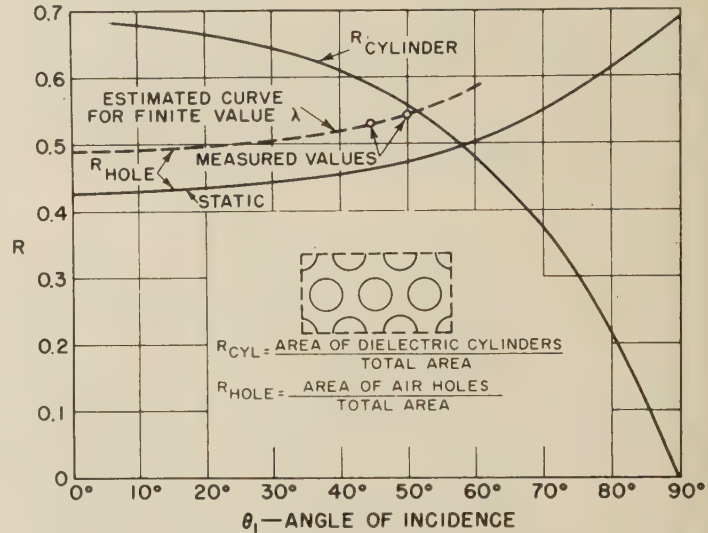 0.7
0.6
0.5
0.4
R
0.3
0.2
0.1
0
R CYLINDER
ESTIMATED CURVE
FOR FINITE VALUE λ
MEASURED VALUES
R HOLE
STATIC
R CYL = AREA OF DIELECTRIC CYLINDERS
TOTAL AREA
R HOLE = AREA OF AIR HOLES
TOTAL AREA
0° 10° 20° 30° 40° 50° 60° 70° 80° 90°
θ₁—ANGLE OF INCIDENCE